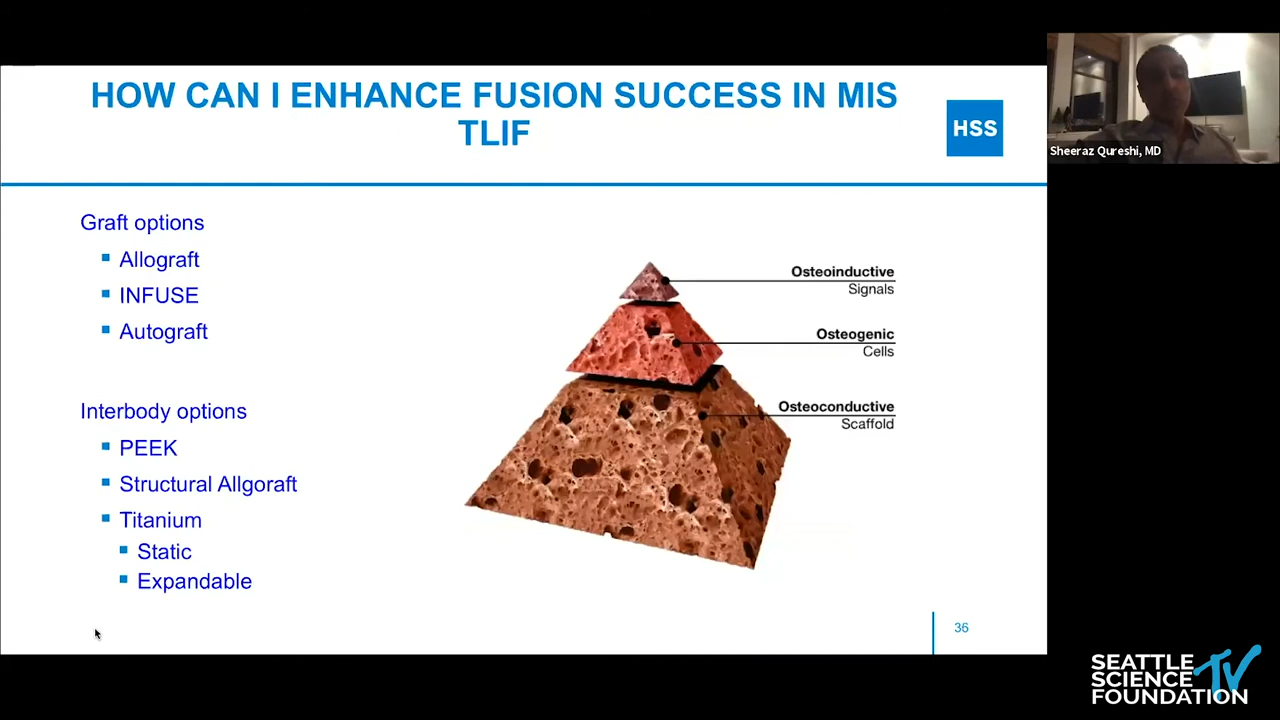 HOW CAN I ENHANCE FUSION SUCCESS IN MIS
TLIF
HSS
Sheeraz Qureshi, MD
Graft options
Allograft
INFUSE
Autograft
Interbody options
PEEK
Structural Allgoraft
Titanium
Static
Expandable
Osteoinductive
Signals
Osteogenic
Cells
Osteoconductive
Scaffold
36
SEATTLE
SCIENCE
FOUNDATION
TV